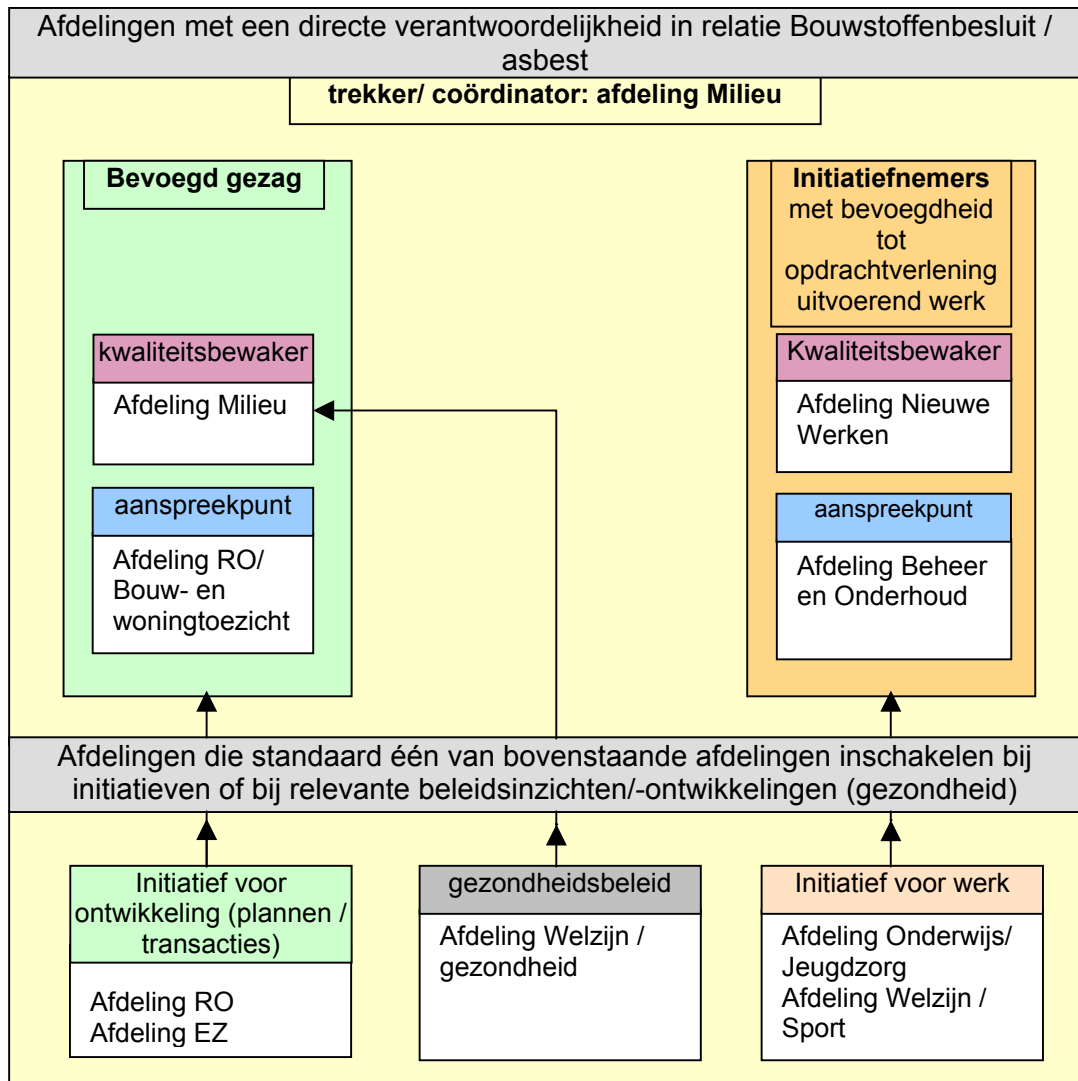 Afdelingen met een directe verantwoordelijkheid in relatie Bouwstoffenbesluit /
asbest
trekker/ coördinator: afdeling Milieu
Bevoegd gezag
kwaliteitsbewaker
Afdeling Milieu
aanspreekpunt
Afdeling RO/
Bouw- en
woningtoezicht
Initiatiefnemers
met bevoegdheid
tot
opdrachtverlening
uitvoerend werk
Kwaliteitsbewaker
Afdeling Nieuwe
Werken
aanspreekpunt
Afdeling Beheer
en Onderhoud
Afdelingen die standaard één van bovenstaande afdelingen inschakelen bij
initiatieven of bij relevante beleidsinzichten/-ontwikkelingen (gezondheid)
Initiatief voor
ontwikkeling (plannen /
transacties)
Afdeling RO
Afdeling EZ
gezondheidsbeleid
Afdeling Welzijn /
gezondheid
Initiatief voor werk
Afdeling Onderwijs/
Jeugdzorg
Afdeling Welzijn /
Sport